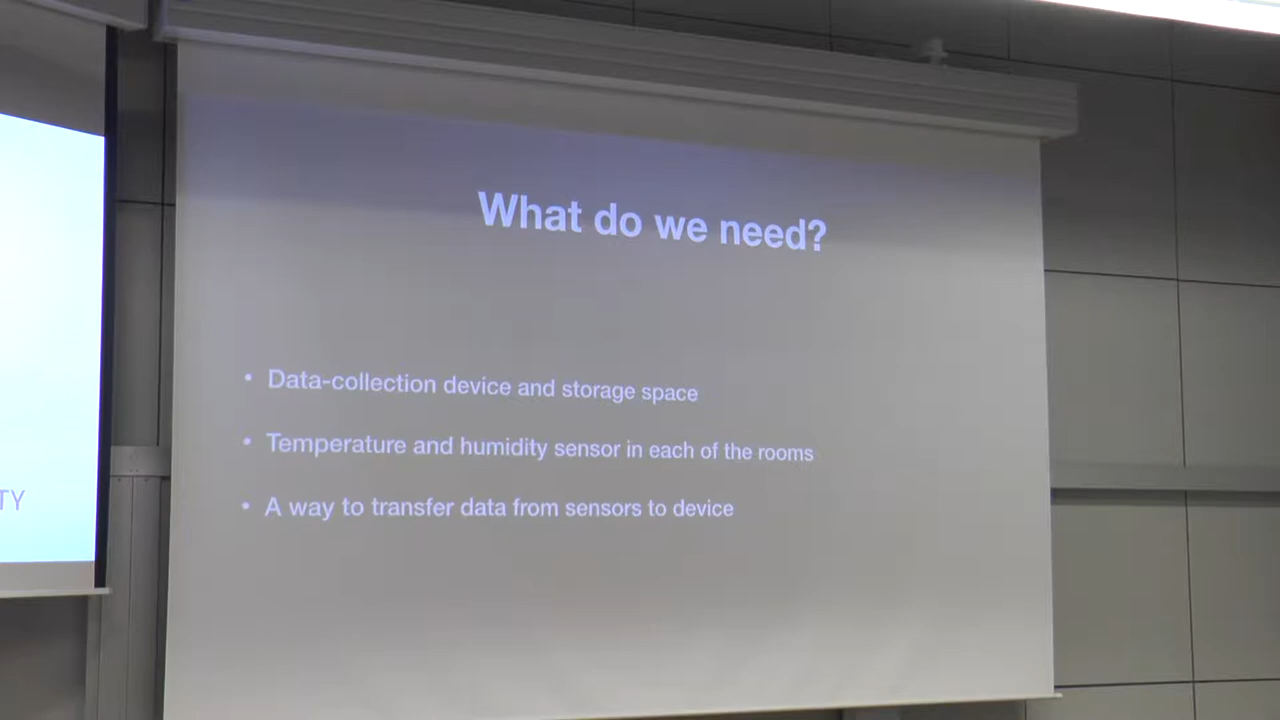 What do we need?
• Data-collection device and storage space
• Temperature and humidity sensor in each of the rooms
• A way to transfer data from sensors to device
TY